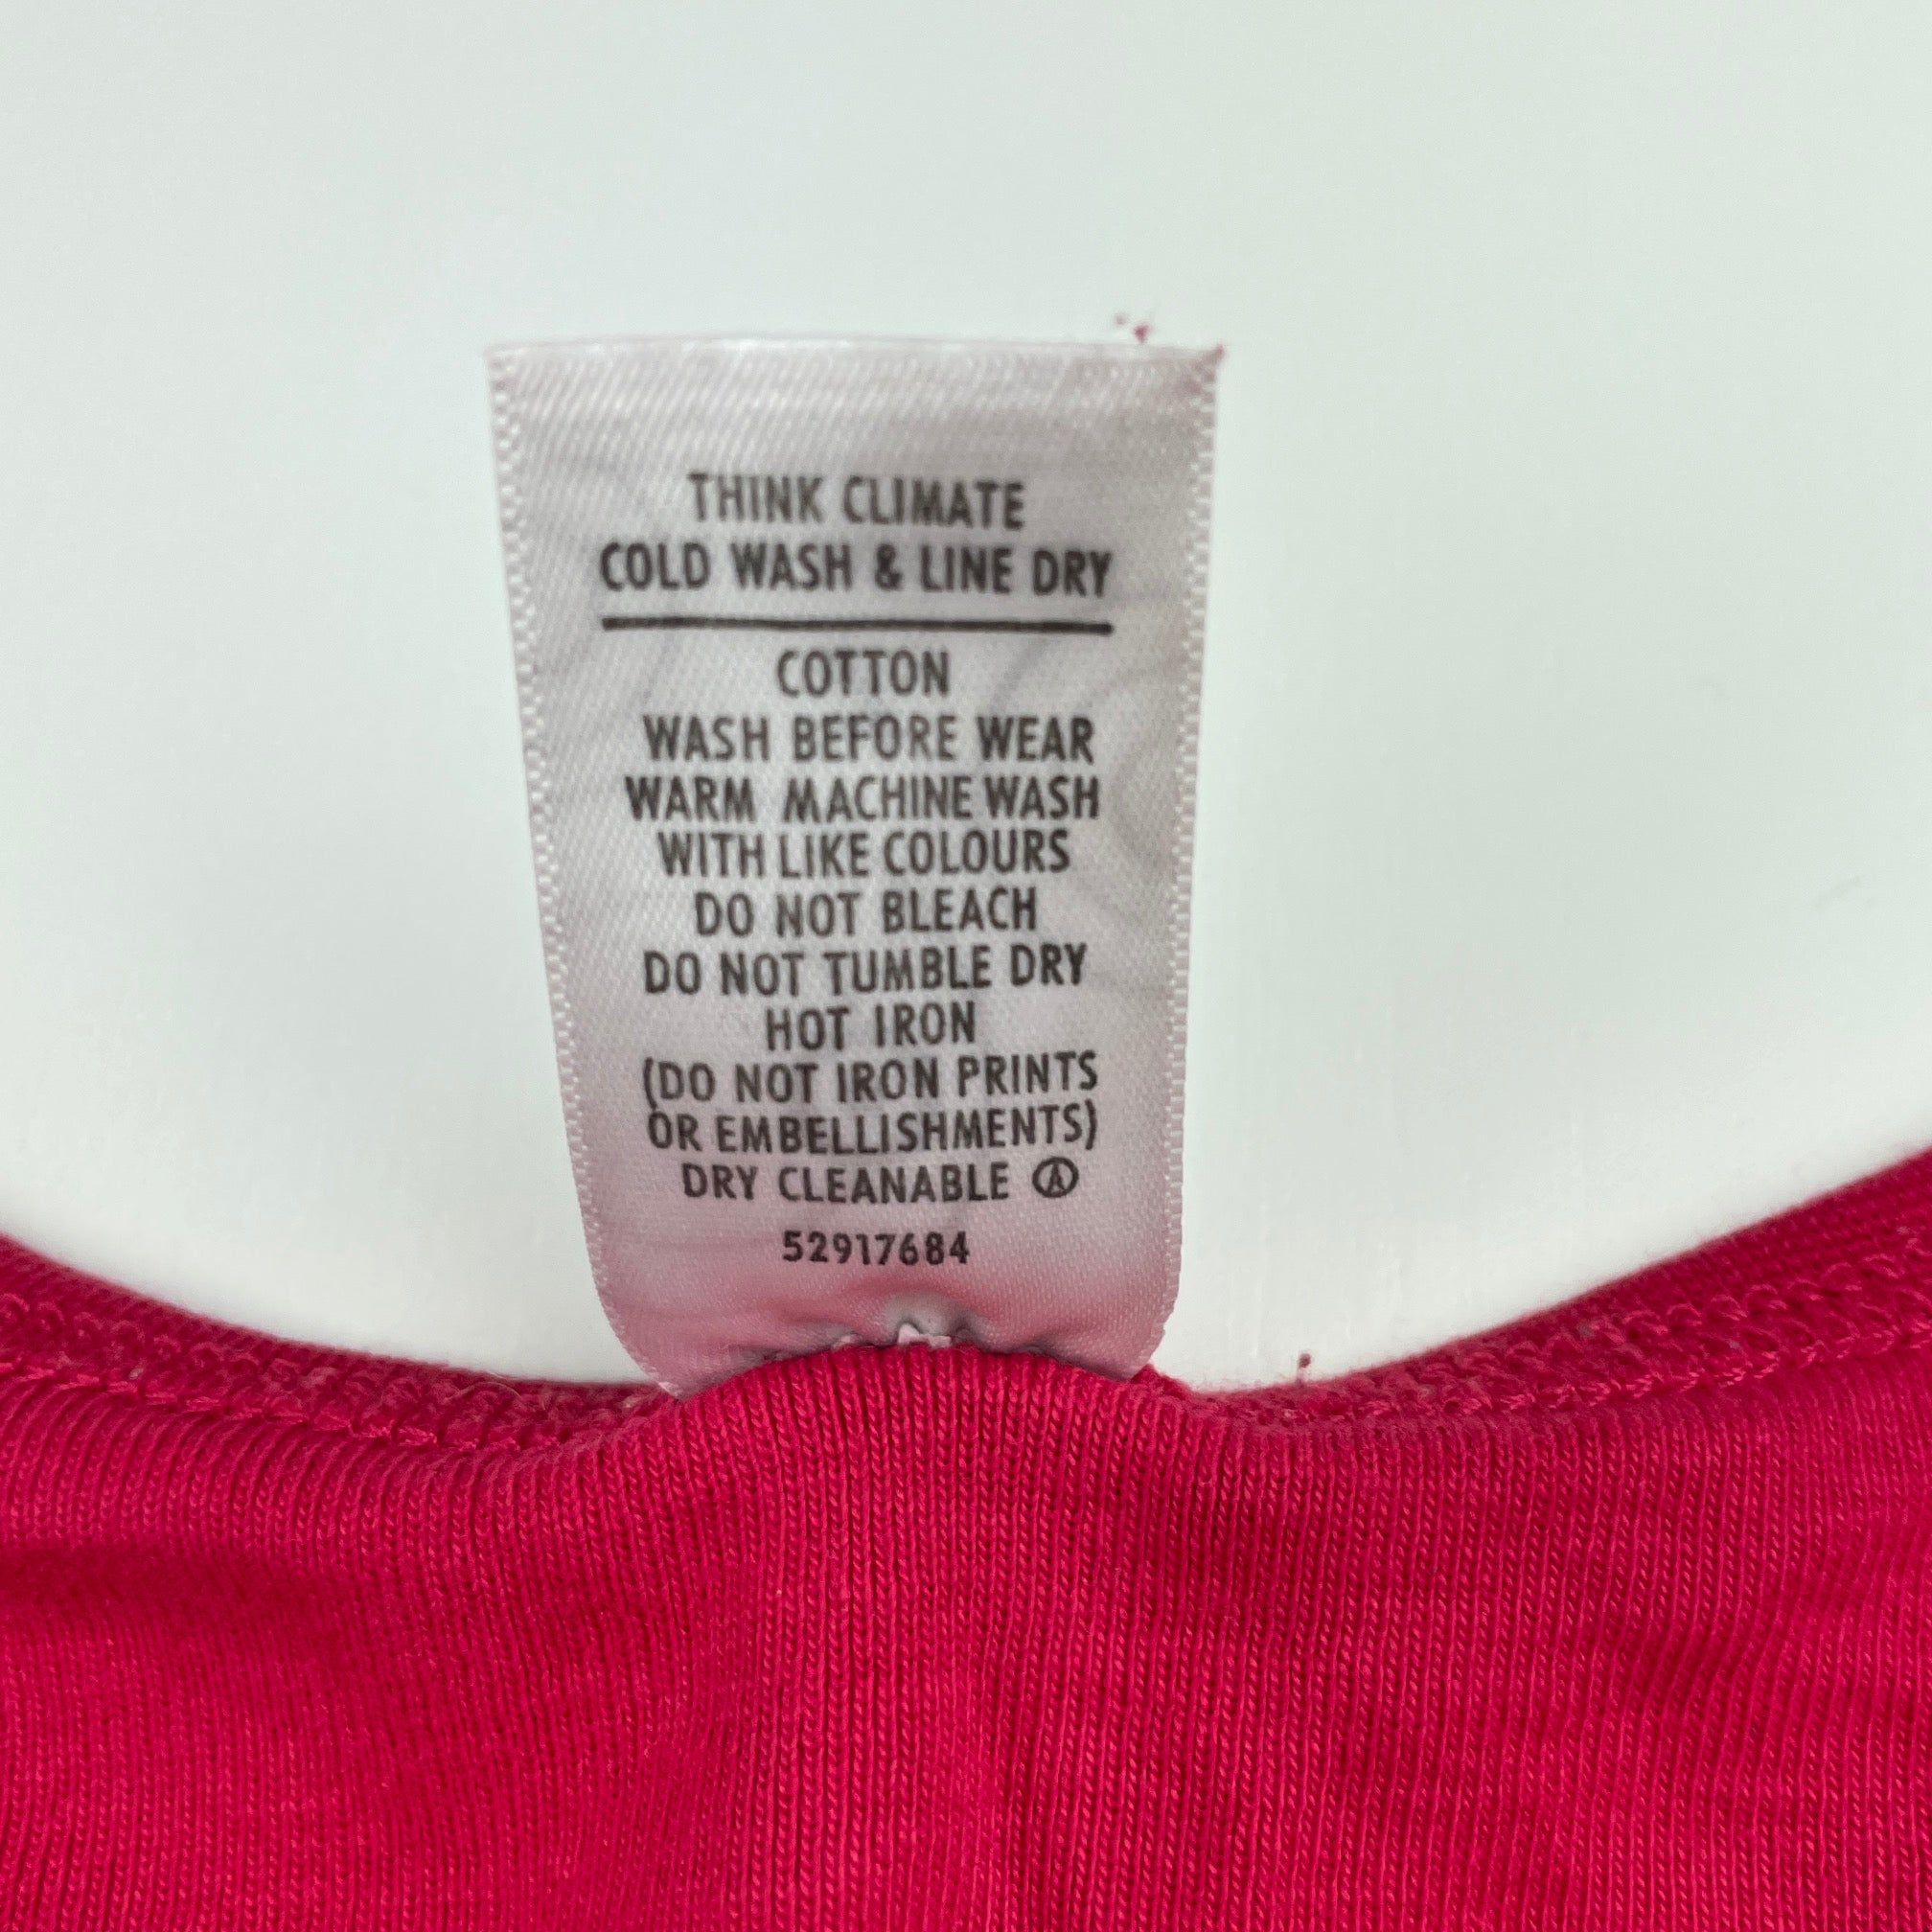 THINK CLIMATE
COLD WASH & LINE DRY
COTTON
WASH BEFORE WEAR
WARM MACHINE WASH
WITH LIKE COLOURS
DO NOT BLEACH
DO NOT TUMBLE DRY
HOT IRON
(DO NOT IRON PRINTS
OR EMBELLISHMENTS)
DRY CLEANABLE Ⓐ
52917684